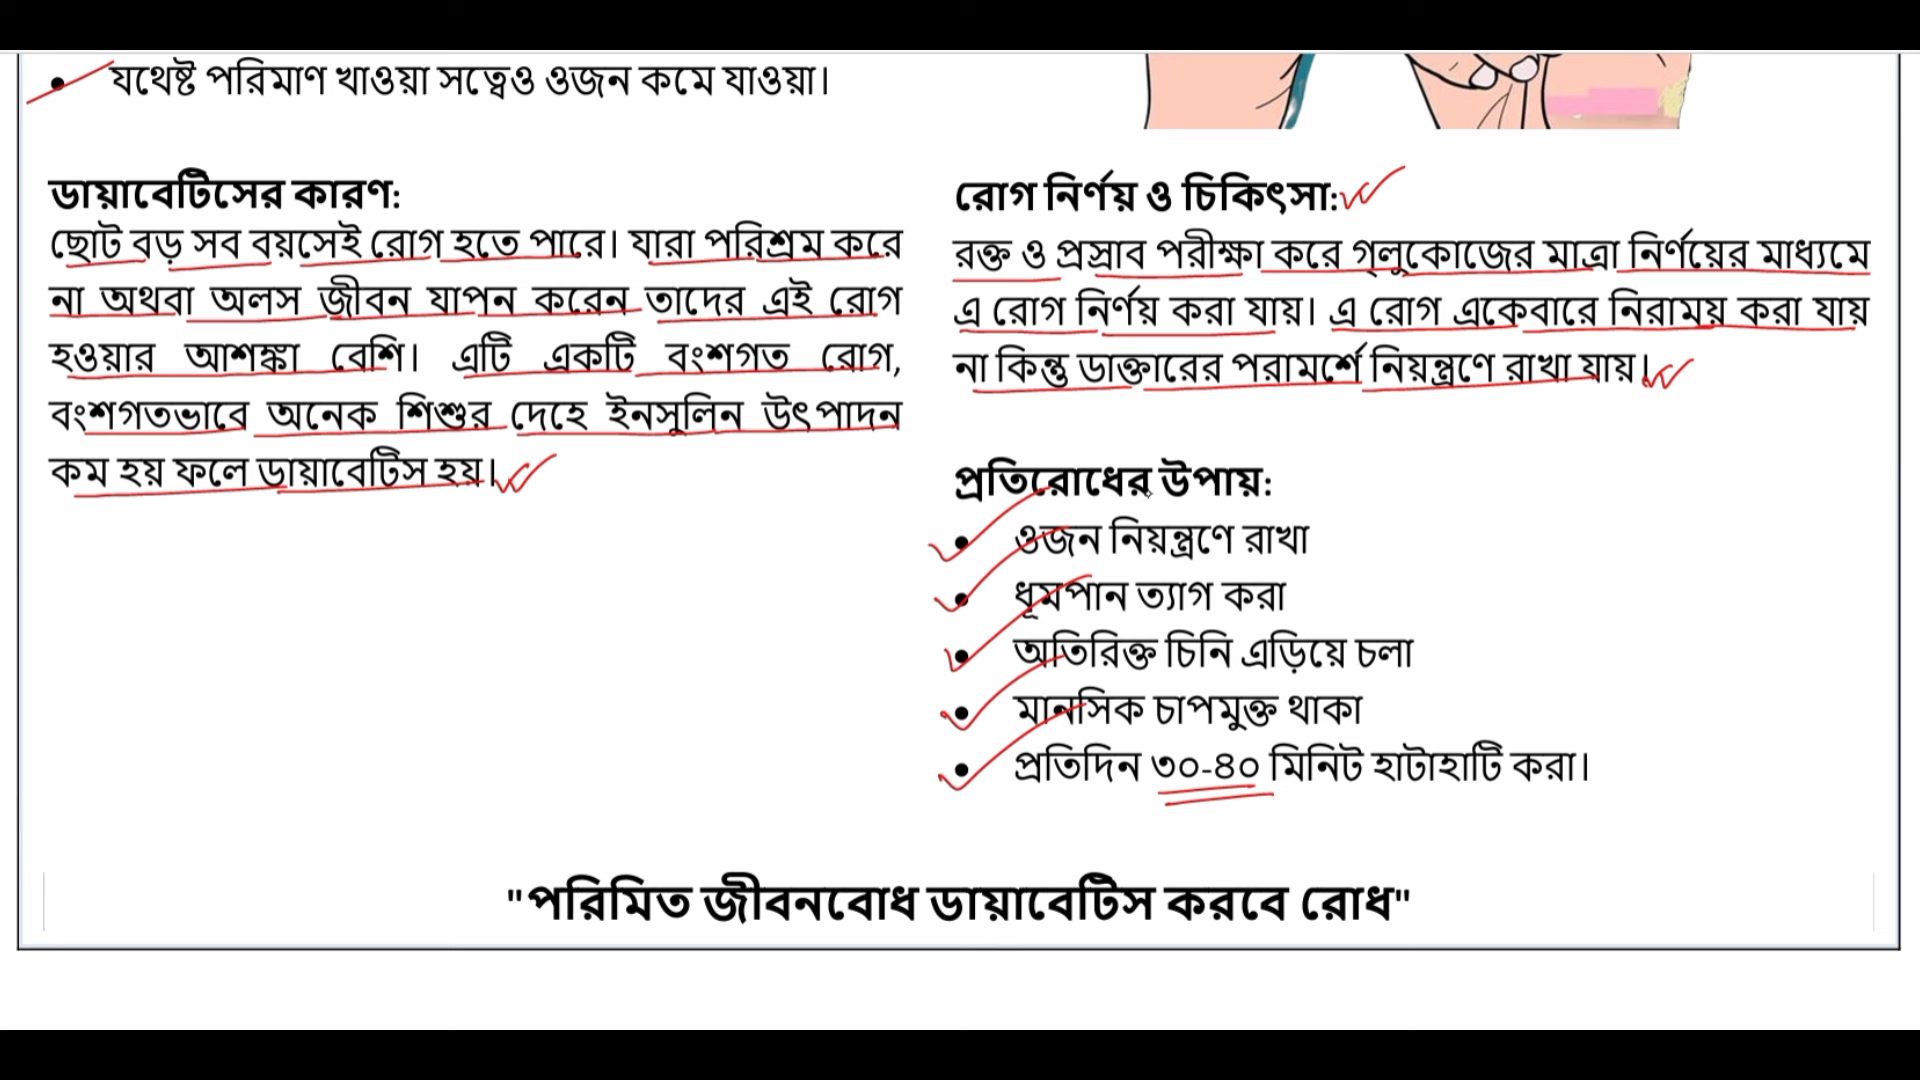 • যথেষ্ট পরিমাণ খাওয়া সত্বেও ওজন কমে যাওয়া।
ডায়াবেটিসের কারণ:
ছোট বড় সব বয়সেই রোগ হতে পারে। যারা পরিশ্রম করে
না অথবা অলস জীবন যাপন করেন তাদের এই রোগ
হওয়ার আশঙ্কা বেশি। এটি একটি বংশগত রোগ,
বংশগতভাবে অনেক শিশুর দেহে ইনসুলিন উৎপাদন
কম হয় ফলে ডায়াবেটিস হয়।
রোগ নির্ণয় ও চিকিৎসা:
রক্ত ও প্রস্রাব পরীক্ষা করে গ্লুকোজের মাত্রা নির্ণয়ের মাধ্যমে
এ রোগ নির্ণয় করা যায়। এ রোগ একেবারে নিরাময় করা যায়
না কিন্তু ডাক্তারের পরামর্শে নিয়ন্ত্রণে রাখা যায়।
প্রতিরোধের উপায়:
• ওজন নিয়ন্ত্রণে রাখা
• ধূমপান ত্যাগ করা
• অতিরিক্ত চিনি এড়িয়ে চলা
• মানসিক চাপমুক্ত থাকা
• প্রতিদিন ৩০-৪০ মিনিট হাটাহাটি করা।
"পরিমিত জীবনবোধ ডায়াবেটিস করবে রোধ"